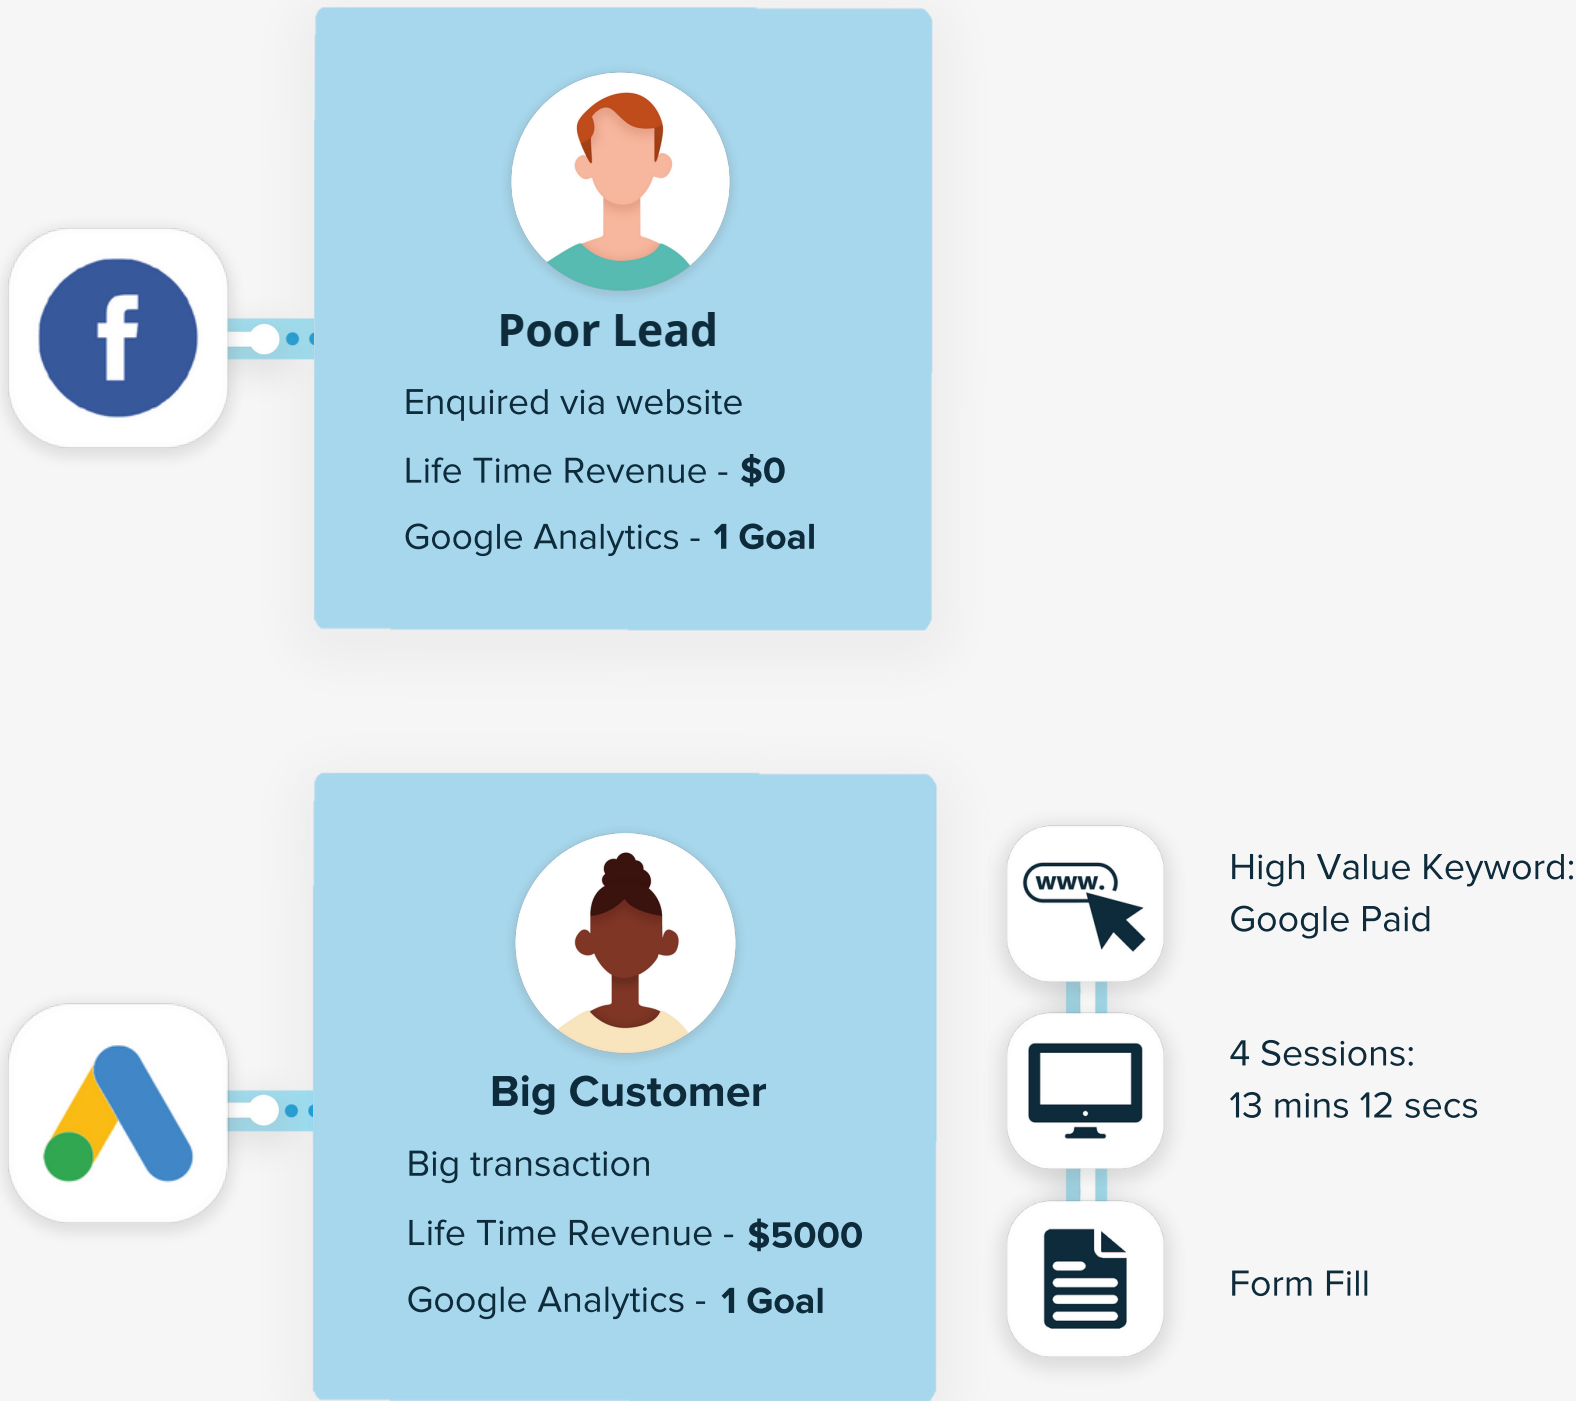 f
Poor Lead
Enquired via website
Life Time Revenue - $0
Google Analytics - 1 Goal
Big Customer
Big transaction
Life Time Revenue - $5000
Google Analytics - 1 Goal
www.
High Value Keyword:
Google Paid
4 Sessions:
13 mins 12 secs
Form Fill